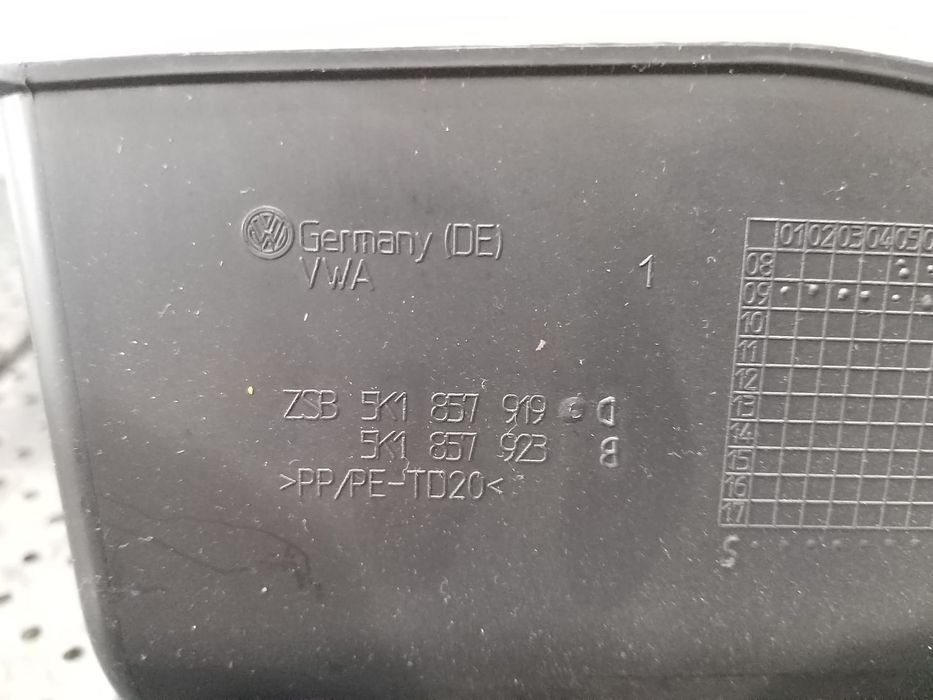 Germany (DE)
VWA
1
ZSB 5K1 857 919 D
5K1 857 923 B
>PP/PE-TD20<
01 02 03 04 05
08
09
10
11
12
13
14
15
16
17
S